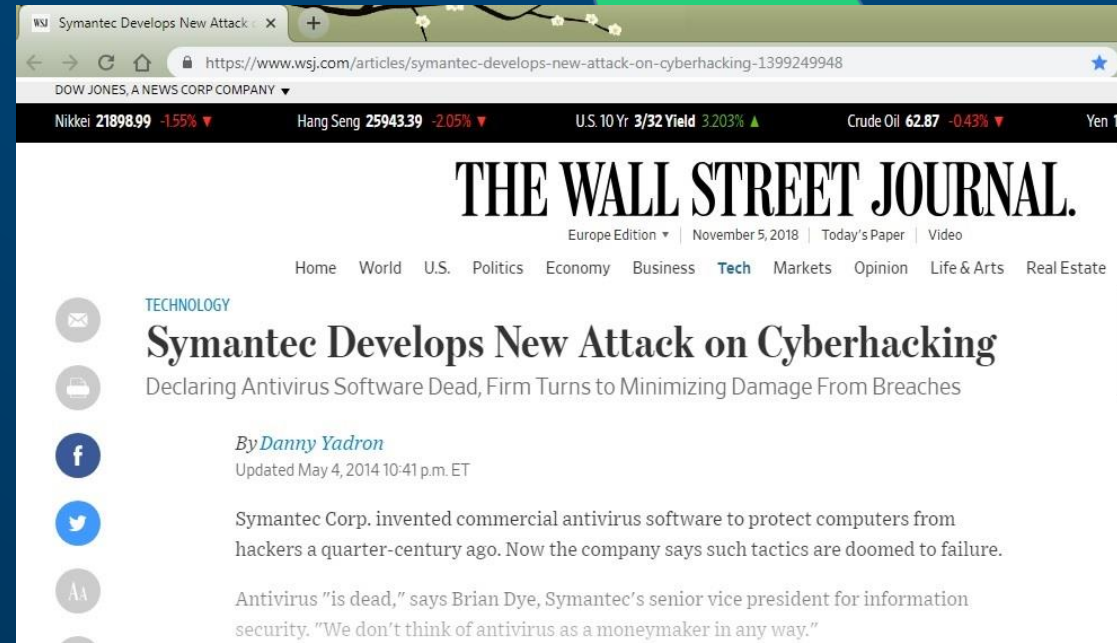 WSJ Symantec Develops New Attack
https://www.wsj.com/articles/symantec-develops-new-attack-on-cyberhacking-1399249948
DOW JONES, A NEWS CORP COMPANY
Nikkei 21898.99 -1.55% ▼ Hang Seng 25943.39 -2.05% ▼ U.S. 10 Yr 3/32 Yield 3.203% ▲ Crude Oil 62.87 -0.43% ▼ Yen 1
THE WALL STREET JOURNAL.
Europe Edition | November 5, 2018 | Today's Paper | Video
Home World U.S. Politics Economy Business Tech Markets Opinion Life & Arts Real Estate
TECHNOLOGY
Symantec Develops New Attack on Cyberhacking
Declaring Antivirus Software Dead, Firm Turns to Minimizing Damage From Breaches
By Danny Yadron
Updated May 4, 2014 10:41 p.m. ET
Symantec Corp. invented commercial antivirus software to protect computers from
hackers a quarter-century ago. Now the company says such tactics are doomed to failure.
Antivirus "is dead," says Brian Dye, Symantec's senior vice president for information
security. "We don't think of antivirus as a moneymaker in any way."
f
AA